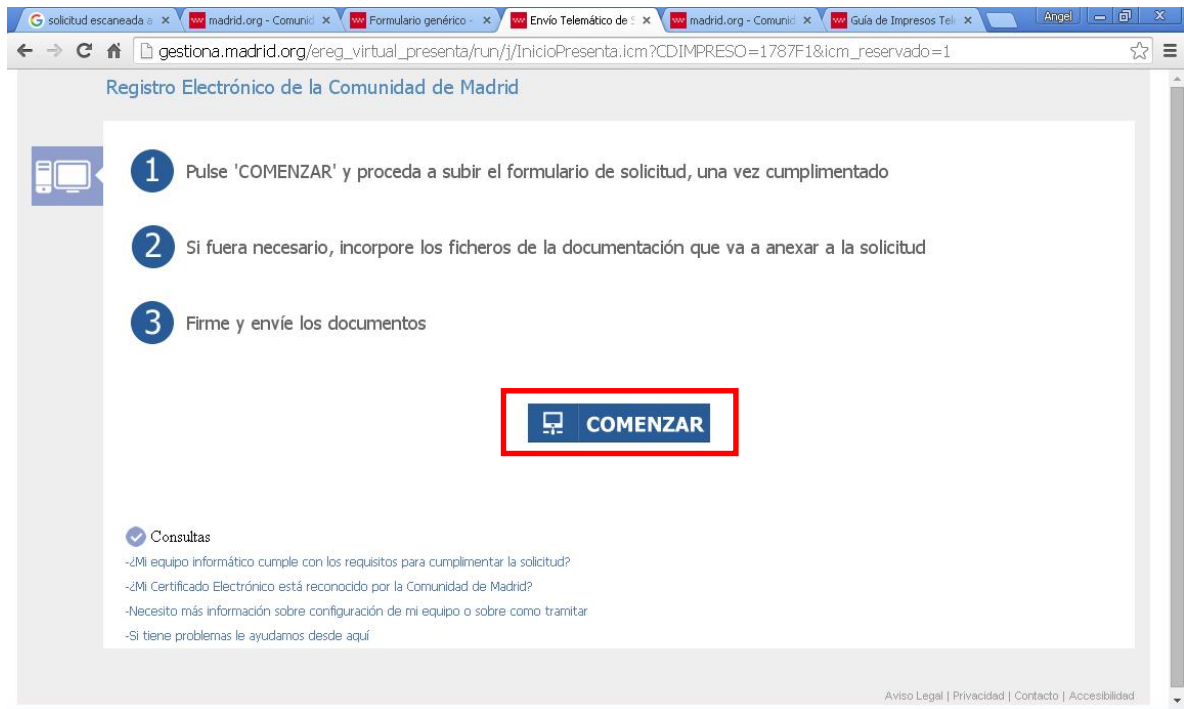 solicitud escaneada a
madrid.org - Comunid
Formulario genérico -
Envío Telemático de S
madrid.org - Comunid
Guía de Impresos Tel
Angel
gestiona.madrid.org/ereg_virtual_presenta/run/j/InicioPresenta.icm?CDIMPRESO=1787F1&icm_reservado=1
Registro Electrónico de la Comunidad de Madrid
1 Pulse 'COMENZAR' y proceda a subir el formulario de solicitud, una vez cumplimentado
2 Si fuera necesario, incorpore los ficheros de la documentación que va a anexar a la solicitud
3 Firme y envíe los documentos
COMENZAR
Consultas
-¿Mi equipo informático cumple con los requisitos para cumplimentar la solicitud?
-¿Mi Certificado Electrónico está reconocido por la Comunidad de Madrid?
-Necesito más información sobre configuración de mi equipo o sobre como tramitar
-Si tiene problemas le ayudamos desde aquí
Aviso Legal | Privacidad | Contacto | Accesibilidad